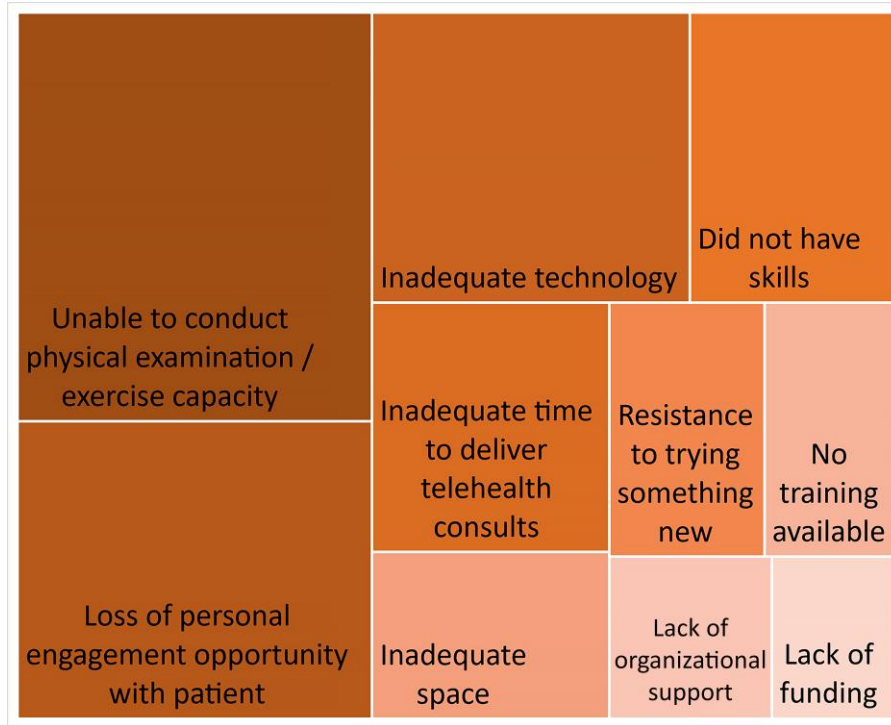 Unable to conduct
physical examination /
exercise capacity
Loss of personal
engagement opportunity
with patient
Inadequate technology
Did not have
skills
Inadequate time
to deliver
telehealth
consults
Resistance
to trying
something
new
No
training
available
Inadequate
space
Lack of
organizational
support
Lack of
funding